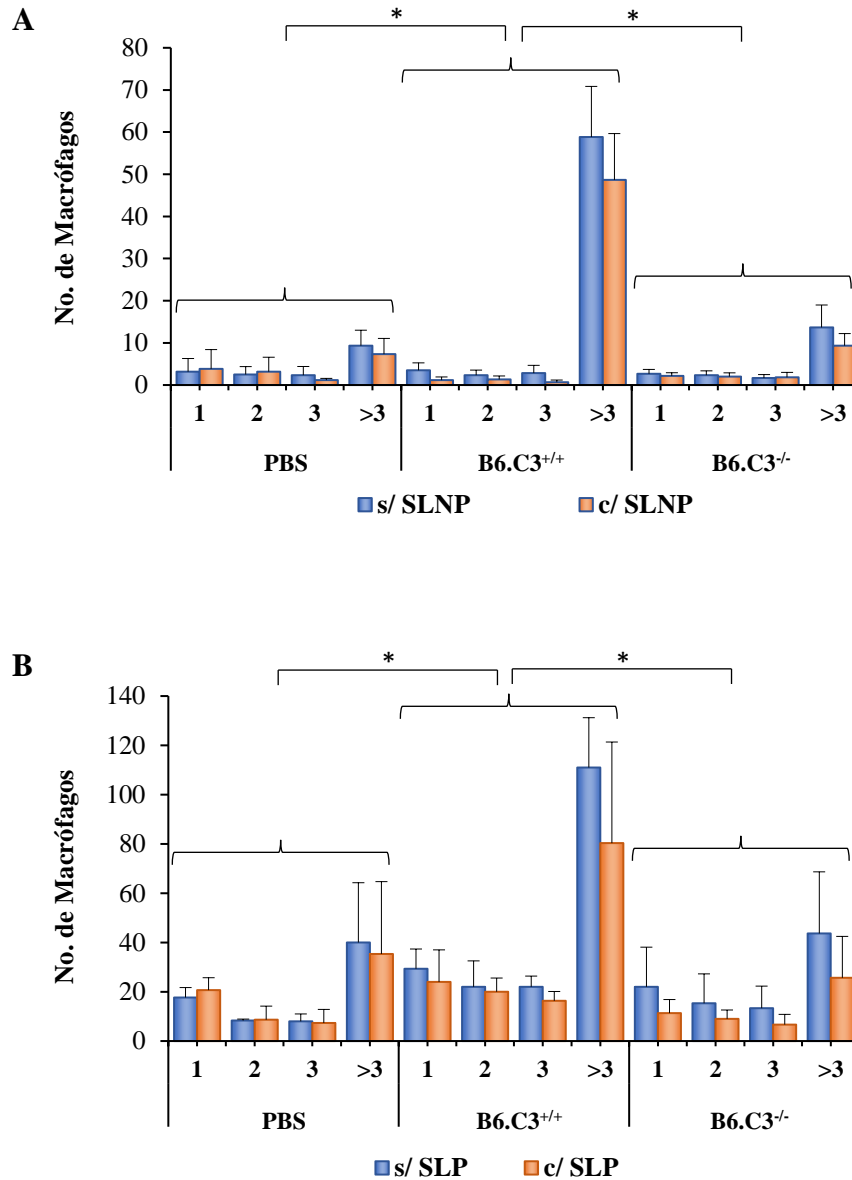 A
*
*
80
70
60
50
40
30
20
10
0
No. de Macrófagos
1 2 3 >3 1 2 3 >3 1 2 3 >3
PBS B6.C3+/+ B6.C3-/-
s/ SLNP c/ SLNP
B
*
*
140
120
100
80
60
40
20
0
No. de Macrófagos
1 2 3 >3 1 2 3 >3 1 2 3 >3
PBS B6.C3+/+ B6.C3-/-
s/ SLP c/ SLP